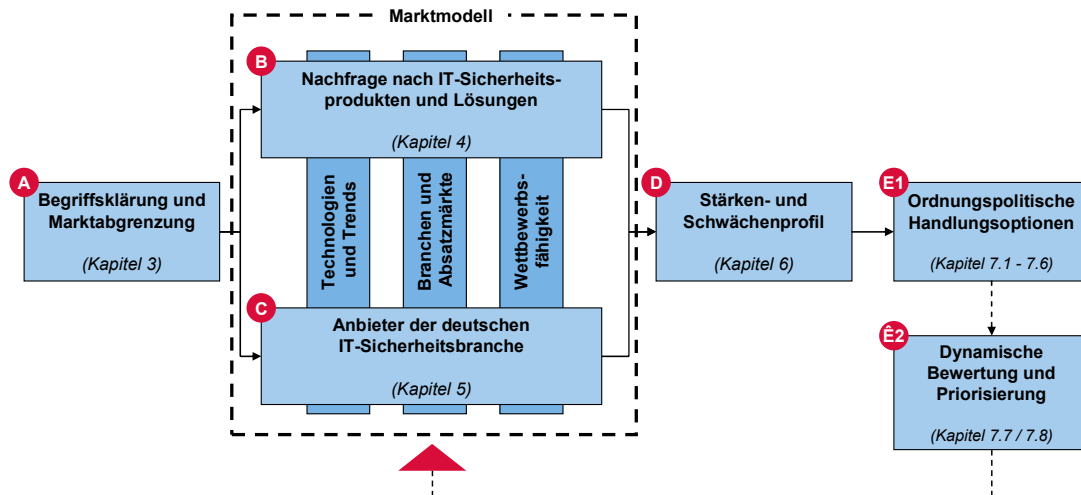 Marktmodell
A
Begriffsklärung und
Marktabgrenzung
(Kapitel 3)
B
Nachfrage nach IT-Sicherheits-
produkten und Lösungen
(Kapitel 4)
Technologien
und Trends
Branchen und
Absatzmärkte
Wettbewerbs-
fähigkeit
C
Anbieter der deutschen
IT-Sicherheitsbranche
(Kapitel 5)
D
Stärken- und
Schwächenprofil
(Kapitel 6)
E1
Ordnungspolitische
Handlungsoptionen
(Kapitel 7.1 - 7.6)
Ê2
Dynamische
Bewertung und
Priorisierung
(Kapitel 7.7 / 7.8)